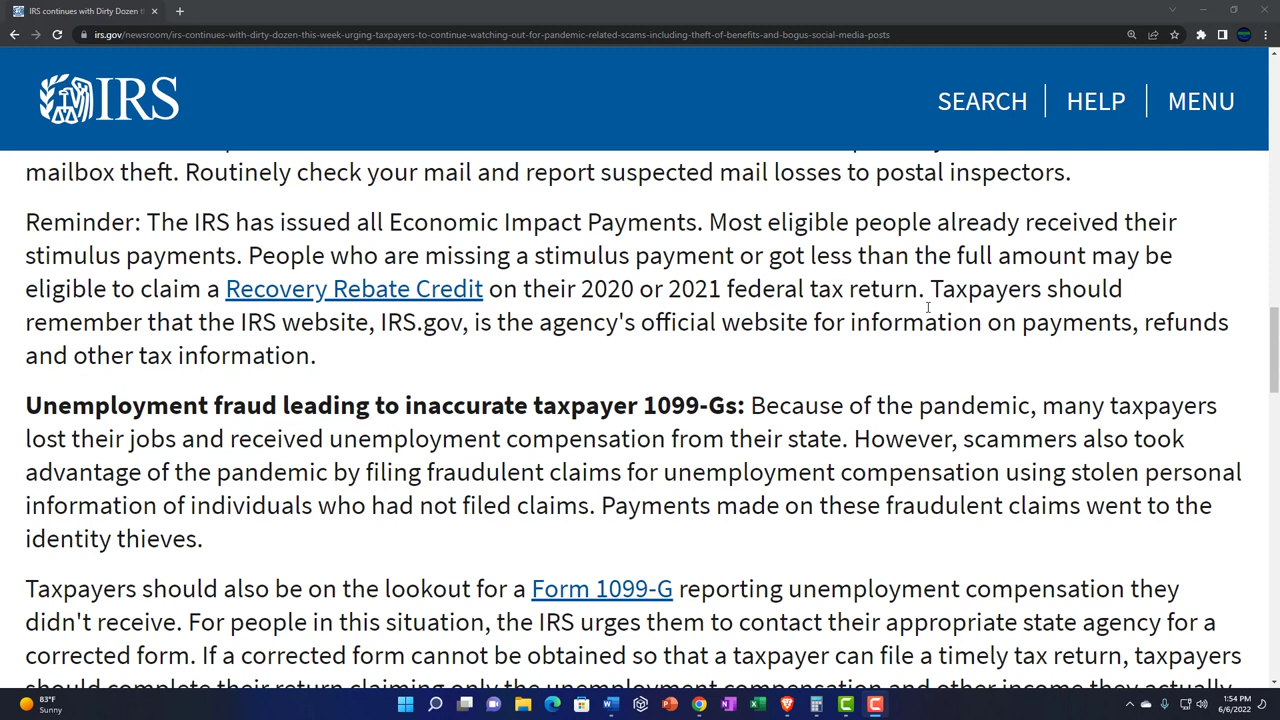 IRS continues with Dirty Dozen t
irs.gov/newsroom/irs-continues-with-dirty-dozen-this-week-urging-taxpayers-to-continue-watching-out-for-pandemic-related-scams-including-theft-of-benefits-and-bogus-social-media-posts
IRS
SEARCH HELP MENU
mailbox theft. Routinely check your mail and report suspected mail losses to postal inspectors.
Reminder: The IRS has issued all Economic Impact Payments. Most eligible people already received their
stimulus payments. People who are missing a stimulus payment or got less than the full amount may be
eligible to claim a Recovery Rebate Credit on their 2020 or 2021 federal tax return. Taxpayers should
remember that the IRS website, IRS.gov, is the agency's official website for information on payments, refunds
and other tax information.
Unemployment fraud leading to inaccurate taxpayer 1099-Gs: Because of the pandemic, many taxpayers
lost their jobs and received unemployment compensation from their state. However, scammers also took
advantage of the pandemic by filing fraudulent claims for unemployment compensation using stolen personal
information of individuals who had not filed claims. Payments made on these fraudulent claims went to the
identity thieves.
Taxpayers should also be on the lookout for a Form 1099-G reporting unemployment compensation they
didn't receive. For people in this situation, the IRS urges them to contact their appropriate state agency for a
corrected form. If a corrected form cannot be obtained so that a taxpayer can file a timely tax return, taxpayers
should complete their return claiming only the unemployment compensation and other income they actually
83°F
Sunny
1:54 PM
6/6/2022